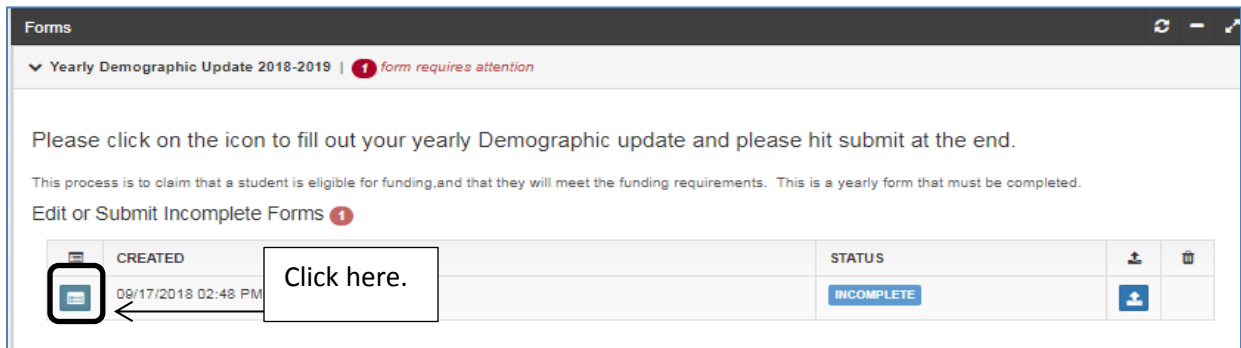 Forms
Yearly Demographic Update 2018-2019 | 1 form requires attention
Please click on the icon to fill out your yearly Demographic update and please hit submit at the end.
This process is to claim that a student is eligible for funding,and that they will meet the funding requirements. This is a yearly form that must be completed.
Edit or Submit Incomplete Forms 1
CREATED STATUS
09/17/2018 02:48 PM Click here. INCOMPLETE